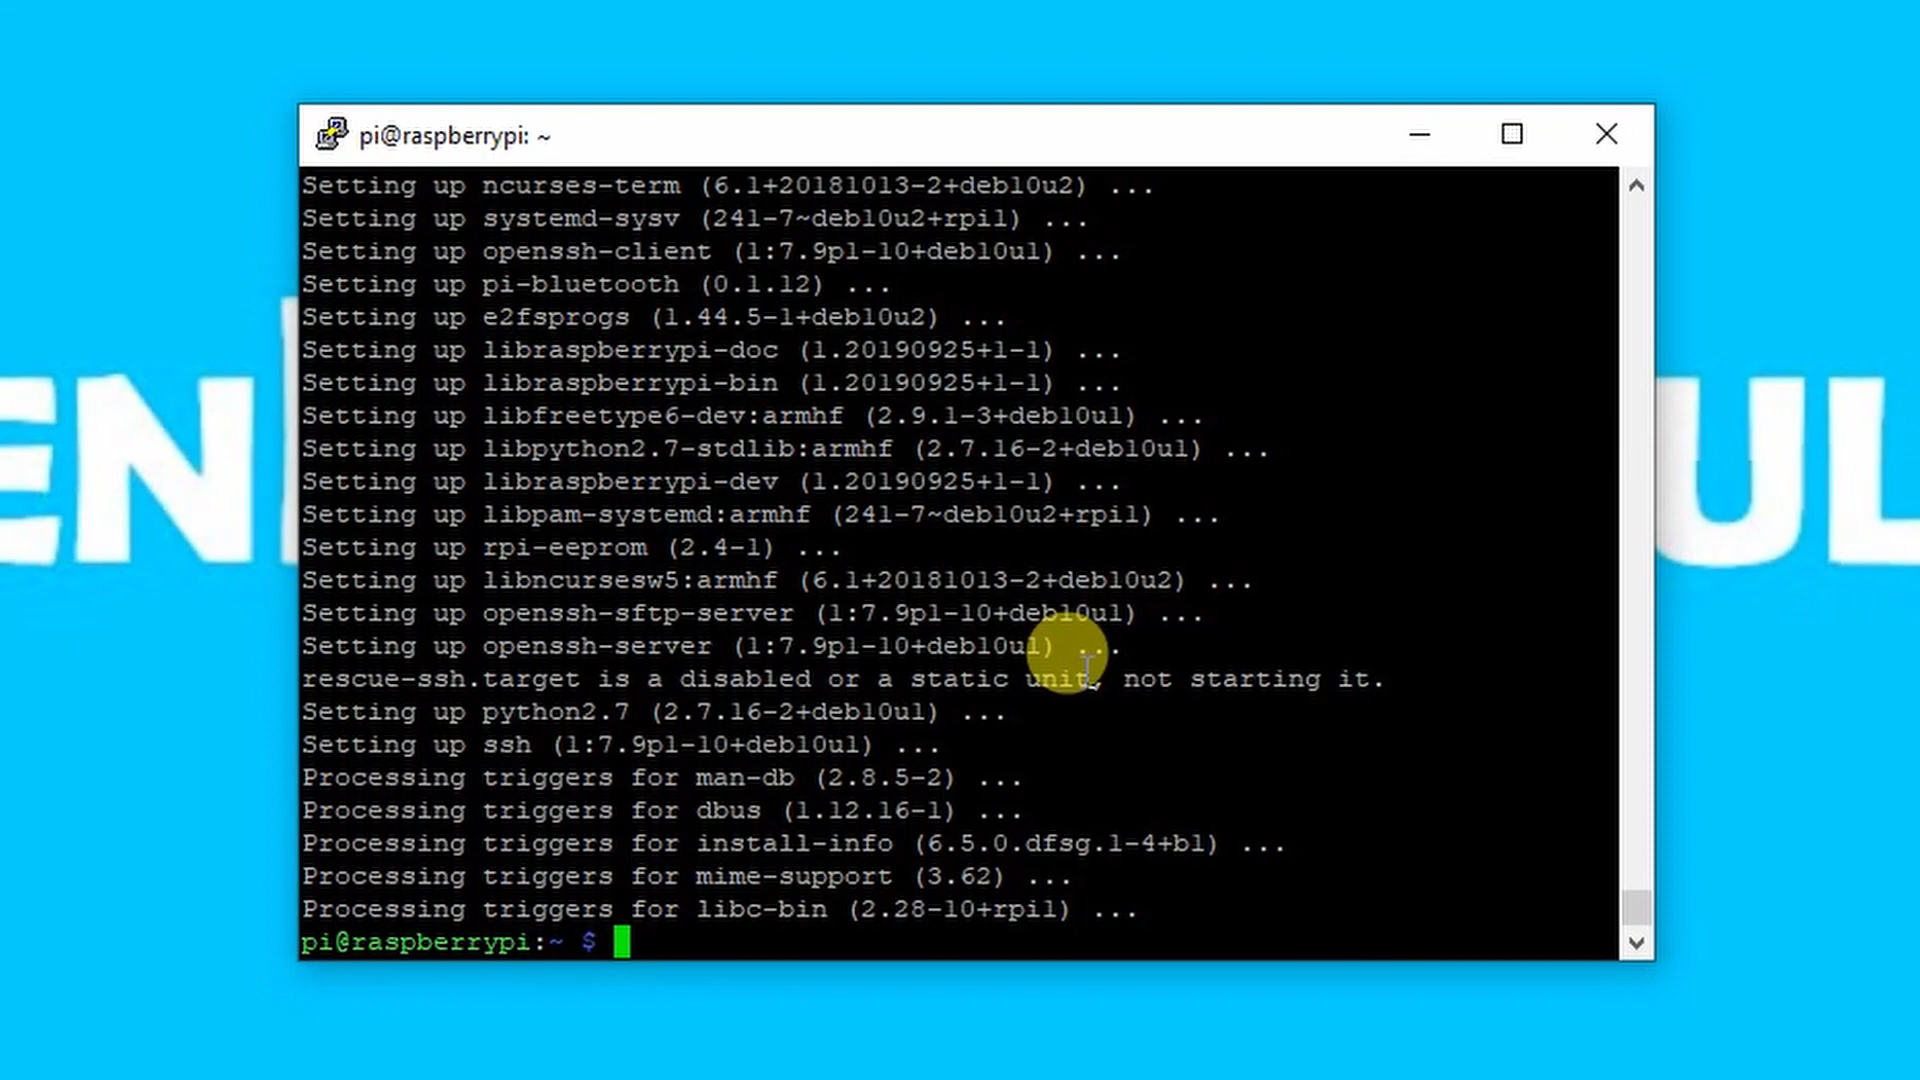 pi@raspberrypi: ~
Setting up ncurses-term (6.1+20181013-2+deb10u2) ...
Setting up systemd-sysv (241-7~deb10u2+rpi1) ...
Setting up openssh-client (1:7.9p1-10+deb10u1) ...
Setting up pi-bluetooth (0.1.12) ...
Setting up e2fsprogs (1.44.5-1+deb10u2) ...
Setting up libraspberrypi-doc (1.20190925+1-1) ...
Setting up libraspberrypi-bin (1.20190925+1-1) ...
Setting up libfreetype6-dev:armhf (2.9.1-3+deb10u1) ...
Setting up libpython2.7-stdlib:armhf (2.7.16-2+deb10u1) ...
Setting up libraspberrypi-dev (1.20190925+1-1) ...
Setting up libpam-systemd:armhf (241-7~deb10u2+rpi1) ...
Setting up rpi-eeprom (2.4-1) ...
Setting up libncursesw5:armhf (6.1+20181013-2+deb10u2) ...
Setting up openssh-sftp-server (1:7.9p1-10+deb10u1) ...
Setting up openssh-server (1:7.9p1-10+deb10u1) ...
rescue-ssh.target is a disabled or a static unit, not starting it.
Setting up python2.7 (2.7.16-2+deb10u1) ...
Setting up ssh (1:7.9p1-10+deb10u1) ...
Processing triggers for man-db (2.8.5-2) ...
Processing triggers for dbus (1.12.16-1) ...
Processing triggers for install-info (6.5.0.dfsg.1-4+b1) ...
Processing triggers for mime-support (3.62) ...
Processing triggers for libc-bin (2.28-10+rpi1) ...
pi@raspberrypi:~ $